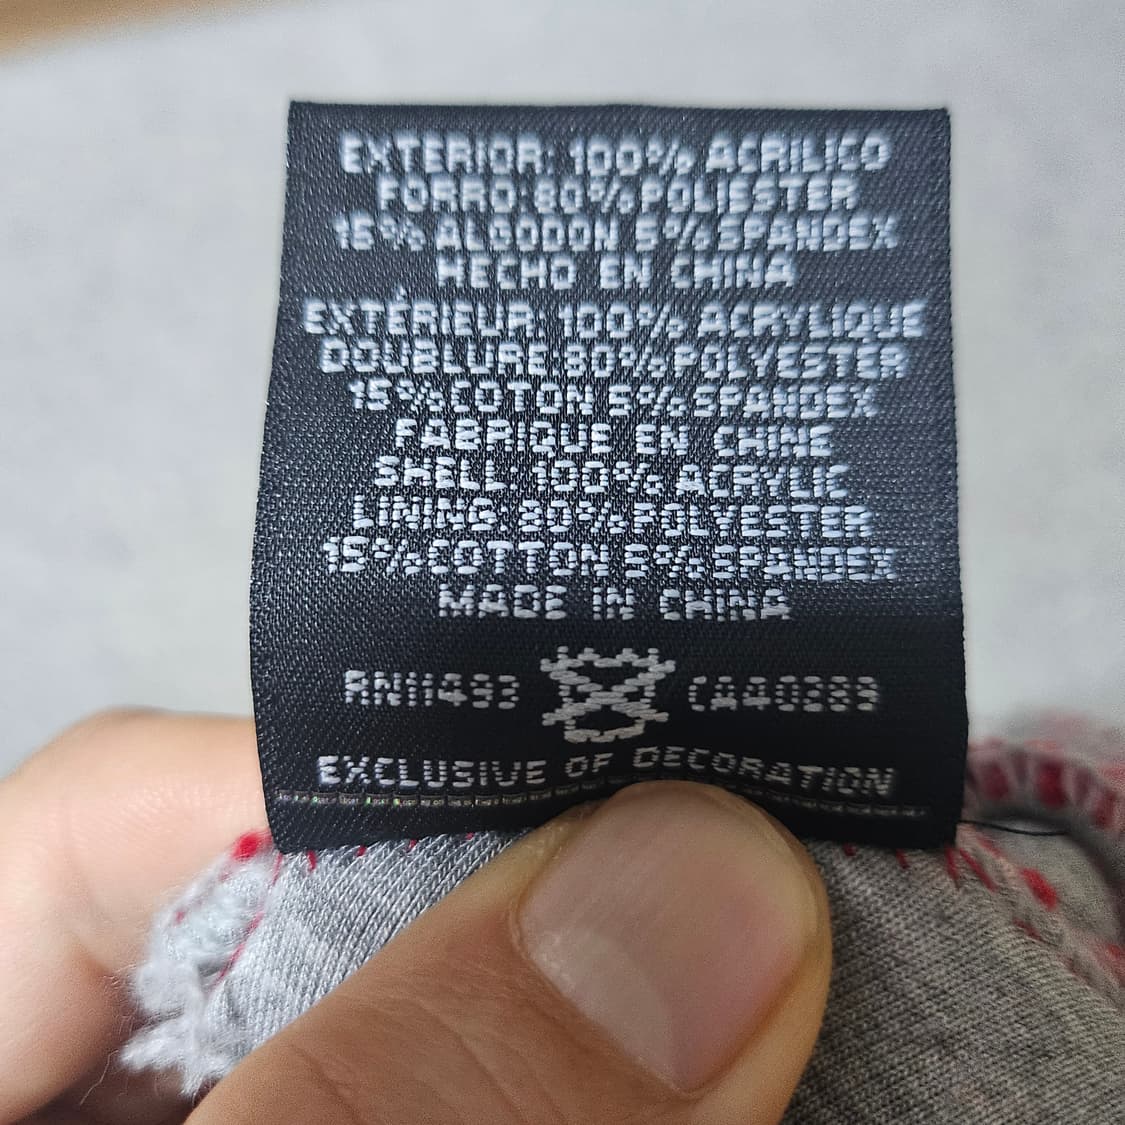 EXTERIOR: 100% ACRILICO
FORRO: 80% POLIESTER
15% ALGODON 5% SPANDEX
HECHO EN CHINA
EXTÉRIEUR: 100% ACRYLIQUE
DOUBLURE: 80% POLYESTER
15% COTON 5% SPANDEX
FABRIQUE EN CHINE
SHELL: 100% ACRYLIC
LINING: 80% POLYESTER
15% COTTON 5% SPANDEX
MADE IN CHINA
RN11493 CA40289
EXCLUSIVE OF DECORATION